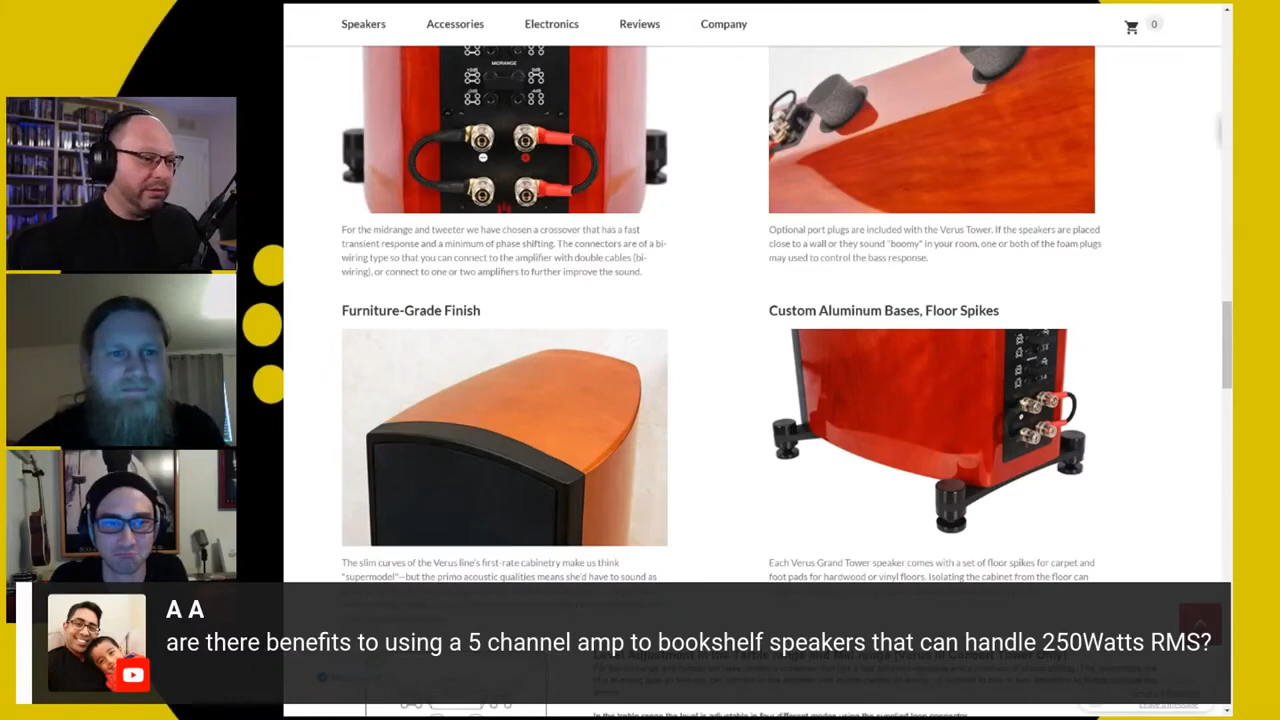 Speakers
Accessories
Electronics
Reviews
Company
0
MIDRANGE
For the midrange and tweeter we have chosen a crossover that has a fast
transient response and a minimum of phase shifting. The connectors are of a bi-
wiring type so that you can connect to the amplifier with double cables (bi-
wiring), or connect to one or two amplifiers to further improve the sound.
Optional port plugs are included with the Verus Tower. If the speakers are placed
close to a wall or they sound "boomy" in your room, one or both of the foam plugs
may used to control the bass response.
Furniture-Grade Finish
Custom Aluminum Bases, Floor Spikes
The slim curves of the Verus line's first-rate cabinetry make us think
"supermodel"—but the primo acoustic qualities means she'd have to sound as
Each Verus Grand Tower speaker comes with a set of floor spikes for carpet and
foot pads for hardwood or vinyl floors. Isolating the cabinet from the floor can
A A
are there benefits to using a 5 channel amp to bookshelf speakers that can handle 250Watts RMS?